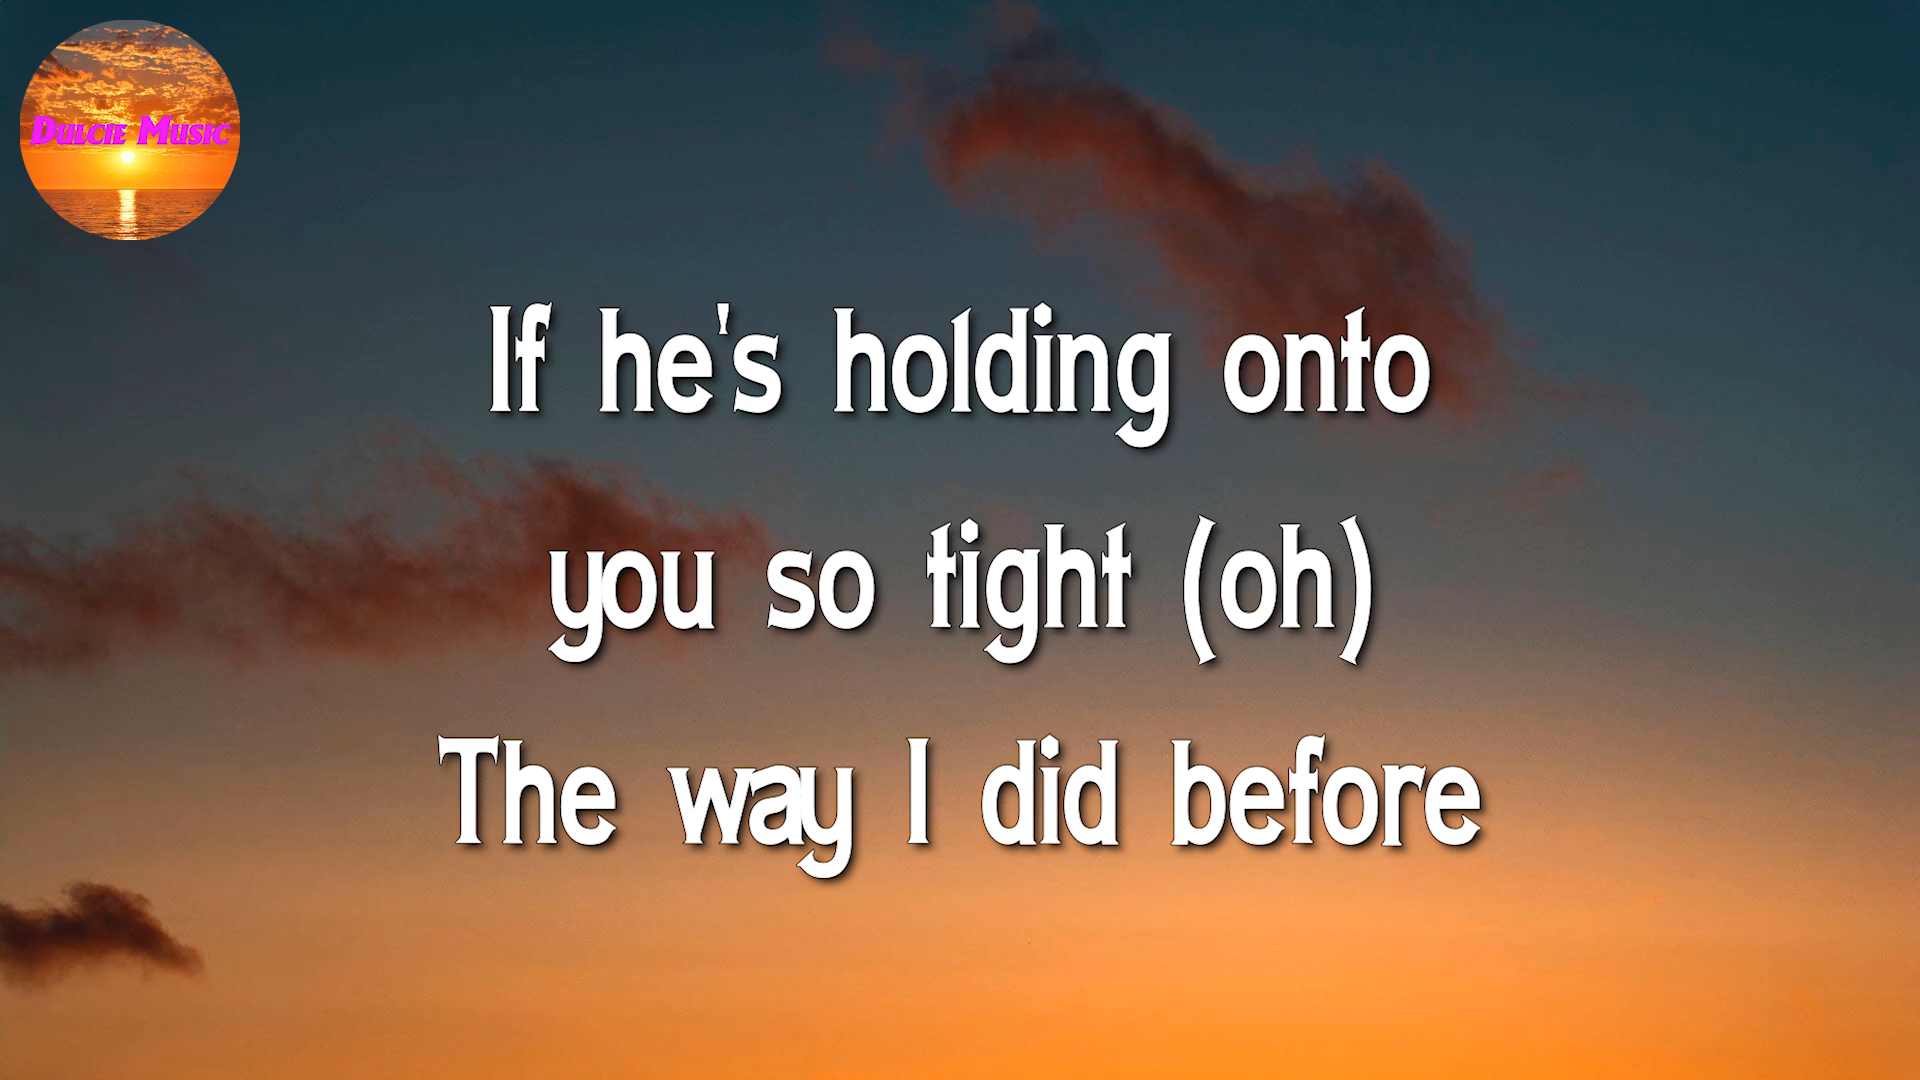 Dulcie Music
If he's holding onto
you so tight (oh)
The way I did before